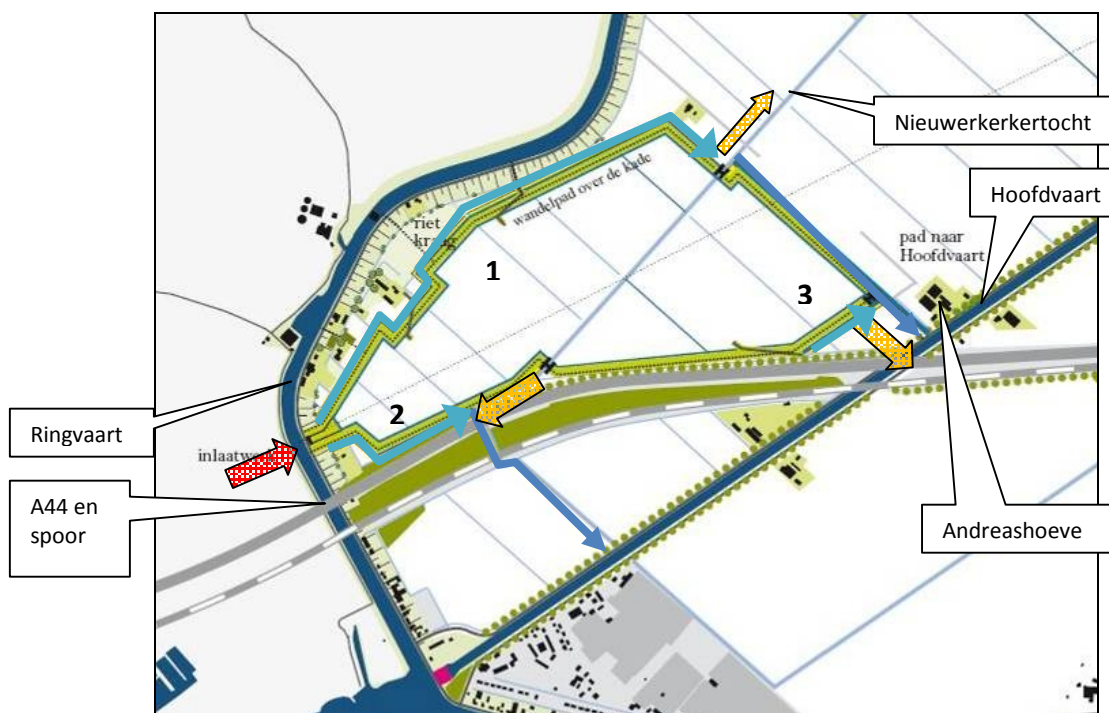 Nieuwerkerkertocht
Hoofdvaart
wandelpad over de kade
riet
kraag
pad naar
Hoofdvaart
1
3
2
Ringvaart
inlaatwe
A44 en
spoor
Andreashoeve